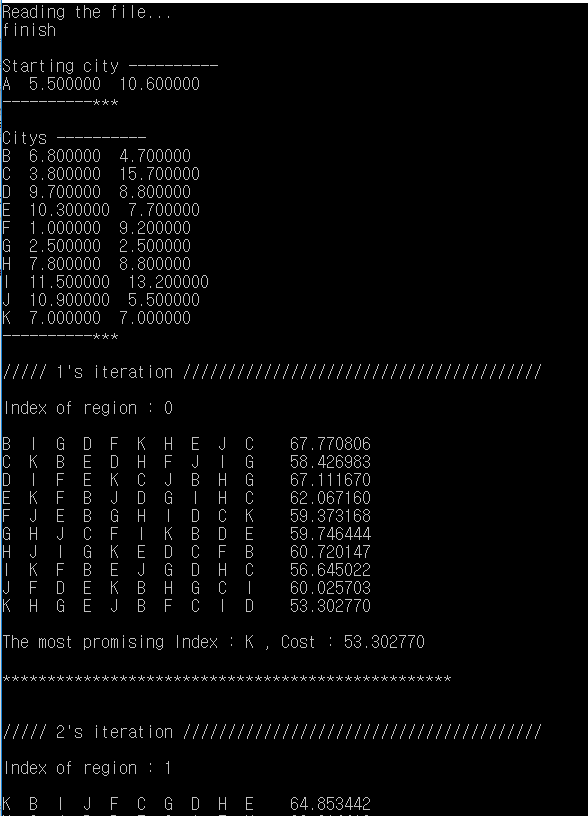 Reading the file...
finish
Starting city ----------
A 5.500000 10.600000
----------***
Citys ----------
B 6.800000 4.700000
C 3.800000 15.700000
D 9.700000 8.800000
E 10.300000 7.700000
F 1.000000 9.200000
G 2.500000 2.500000
H 7.800000 8.800000
I 11.500000 13.200000
J 10.900000 5.500000
K 7.000000 7.000000
----------***
///// 1's iteration ////////////////////////////////////////
Index of region : 0
B I G D F K H E J C 67.770806
C K B E D H F J I G 58.426983
D I F E K C J B H G 67.111670
E K F B J D G I H C 62.067160
F J E B G H I D C K 59.373168
G H J C F I K B D E 59.746444
H J I G K E D C F B 60.720147
I K F B E J G D H C 56.645022
J F D E K B H G C I 60.025703
K H G E J B F C I D 53.302770
The most promising Index : K , Cost : 53.302770
**************************************************
///// 2's iteration ////////////////////////////////////////
Index of region : 1
K B I J F C G D H E 64.853442